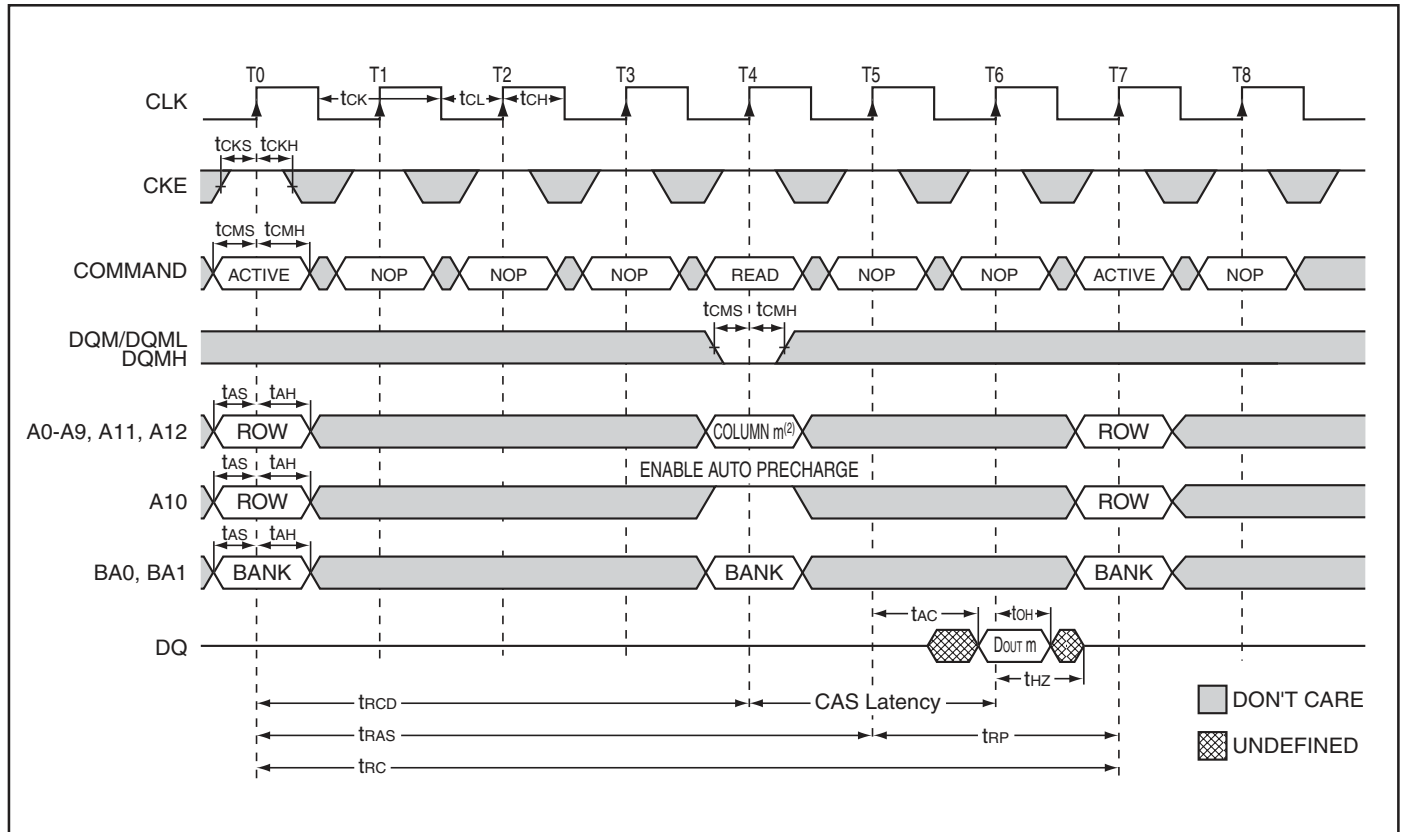 T0 T1 T2 T3 T4 T5 T6 T7 T8
CLK tCK tCL tCH
tCKS tCKH
CKE
tCMS tCMH
COMMAND ACTIVE NOP NOP NOP READ NOP NOP ACTIVE NOP
tCMS tCMH
DQM/DQML
DQMH
tAS tAH
A0-A9, A11, A12 ROW COLUMN m(2) ROW
tAS tAH ENABLE AUTO PRECHARGE
A10 ROW ROW
tAS tAH
BA0, BA1 BANK BANK BANK
tAC tOH
DQ DOUT m
tHZ
tRCD CAS Latency DON'T CARE
tRAS tRP UNDEFINED
tRC